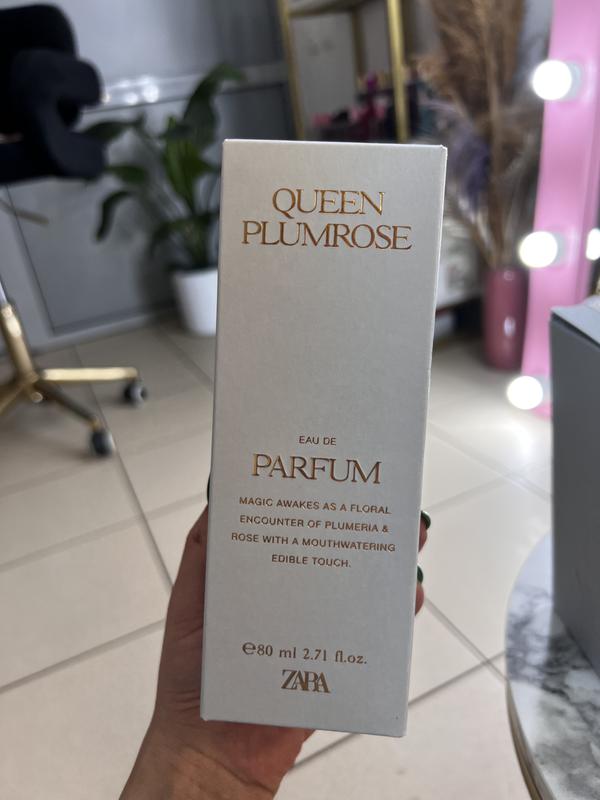 QUEEN
PLUMROSE
EAU DE
PARFUM
MAGIC AWAKES AS A FLORAL
ENCOUNTER OF PLUMERIA &
ROSE WITH A MOUTHWATERING
EDIBLE TOUCH.
℮80 ml 2.71 fl.oz.
ZARA